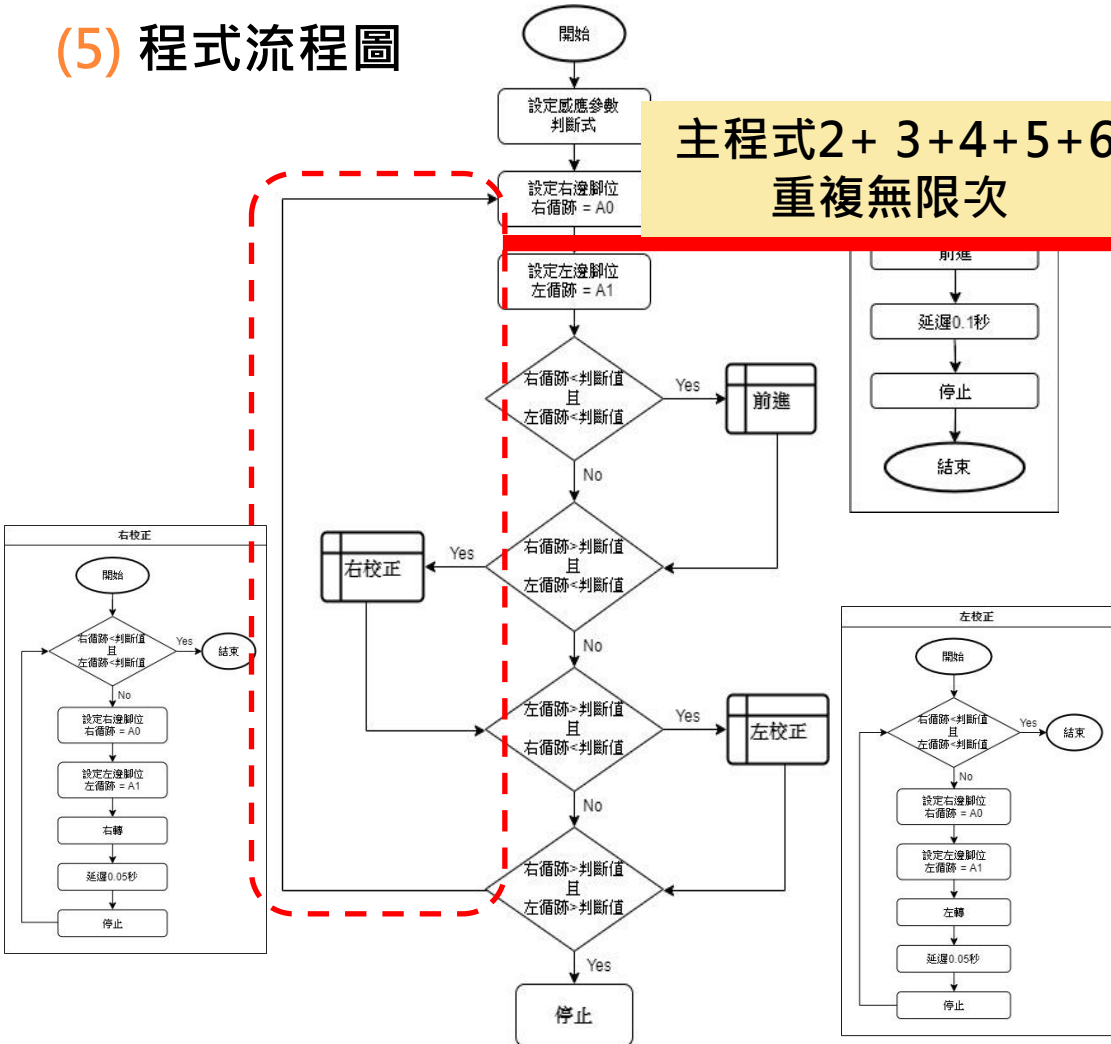 (5) 程式流程圖
開始
設定感應參數
判斷式
主程式2+ 3+4+5+6
重複無限次
設定右邊腳位
右循跡 = A0
設定左邊腳位
左循跡 = A1
右循跡<判斷值
且
左循跡<判斷值
Yes
前進
No
右循跡>判斷值
且
左循跡<判斷值
Yes
右校正
No
左循跡>判斷值
且
右循跡<判斷值
Yes
左校正
No
右循跡>判斷值
且
左循跡>判斷值
Yes
停止
前進
延遲0.1秒
停止
結束
右校正
開始
右循跡<判斷值
且
左循跡<判斷值
Yes
結束
No
設定右邊腳位
右循跡 = A0
設定左邊腳位
左循跡 = A1
右轉
延遲0.05秒
停止
左校正
開始
右循跡<判斷值
且
左循跡<判斷值
Yes
結束
No
設定右邊腳位
右循跡 = A0
設定左邊腳位
左循跡 = A1
左轉
延遲0.05秒
停止